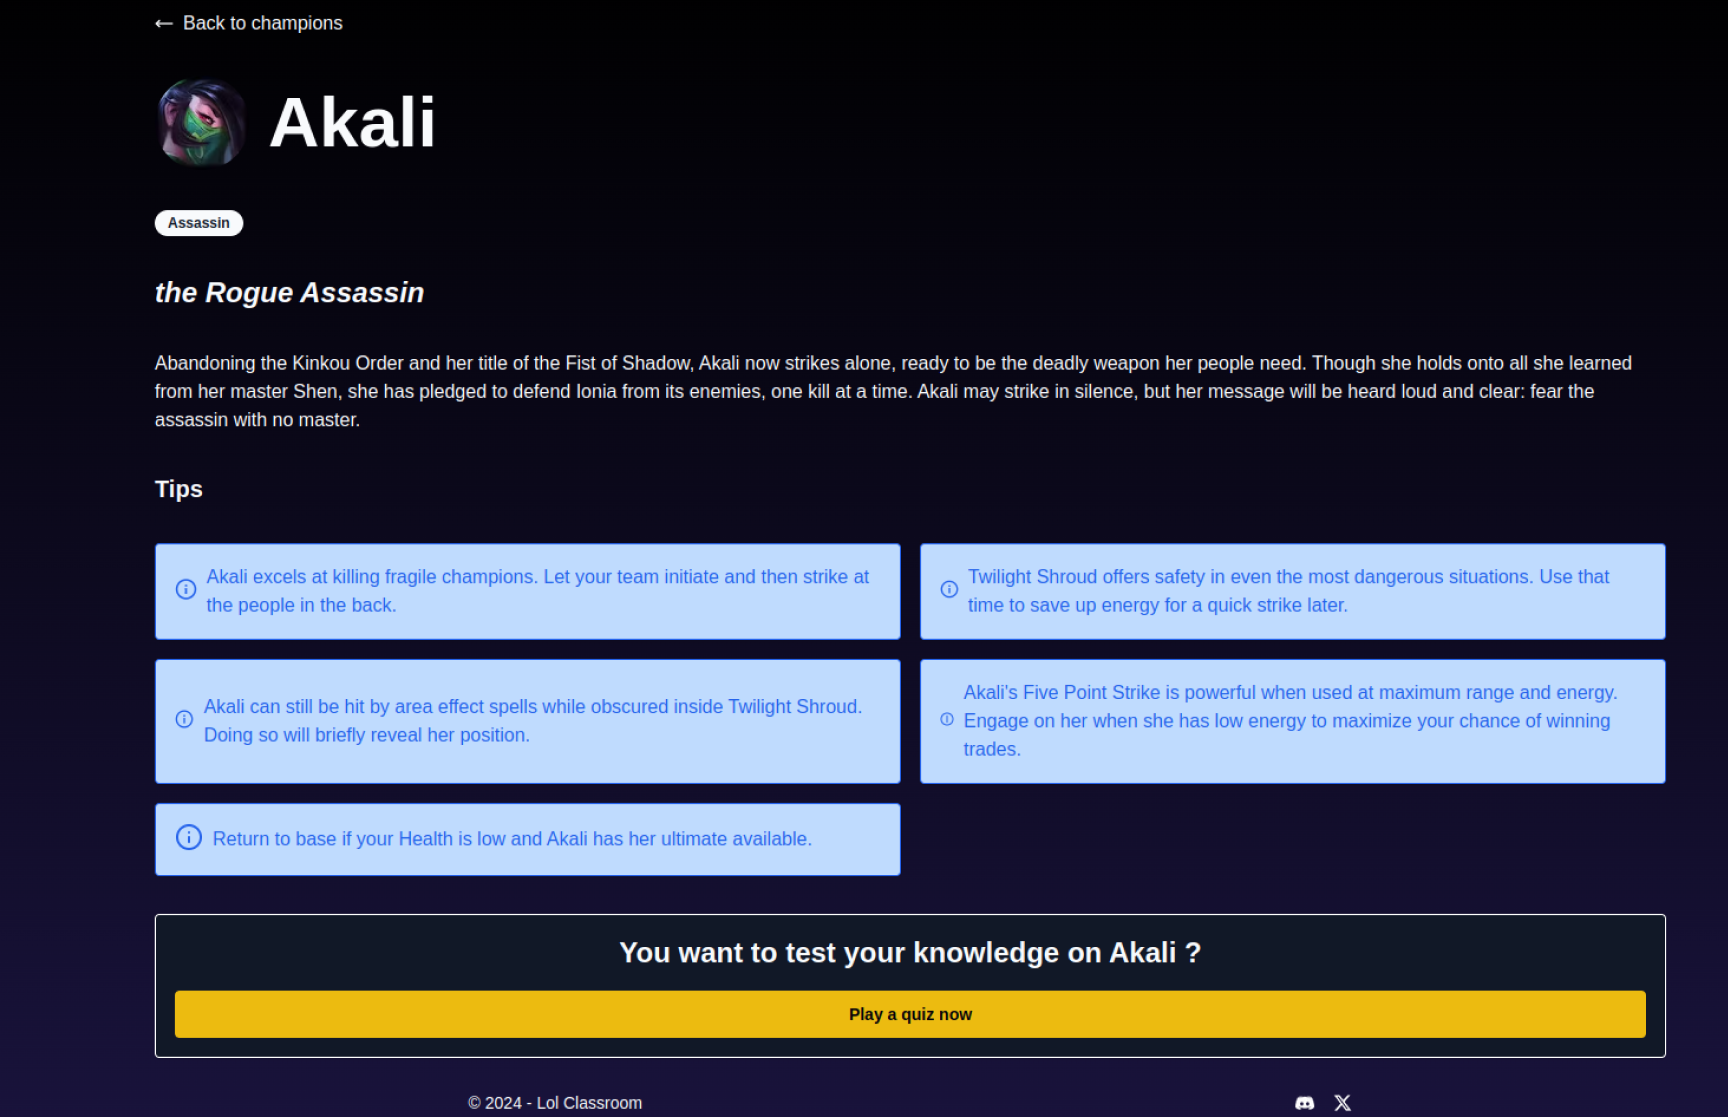 Back to champions
Akali
Assassin
the Rogue Assassin
Abandoning the Kinkou Order and her title of the Fist of Shadow, Akali now strikes alone, ready to be the deadly weapon her people need. Though she holds onto all she learned
from her master Shen, she has pledged to defend Ionia from its enemies, one kill at a time. Akali may strike in silence, but her message will be heard loud and clear: fear the
assassin with no master.
Tips
Akali excels at killing fragile champions. Let your team initiate and then strike at
the people in the back.
Twilight Shroud offers safety in even the most dangerous situations. Use that
time to save up energy for a quick strike later.
Akali can still be hit by area effect spells while obscured inside Twilight Shroud.
Doing so will briefly reveal her position.
Akali's Five Point Strike is powerful when used at maximum range and energy.
Engage on her when she has low energy to maximize your chance of winning
trades.
Return to base if your Health is low and Akali has her ultimate available.
You want to test your knowledge on Akali ?
Play a quiz now
© 2024 - Lol Classroom